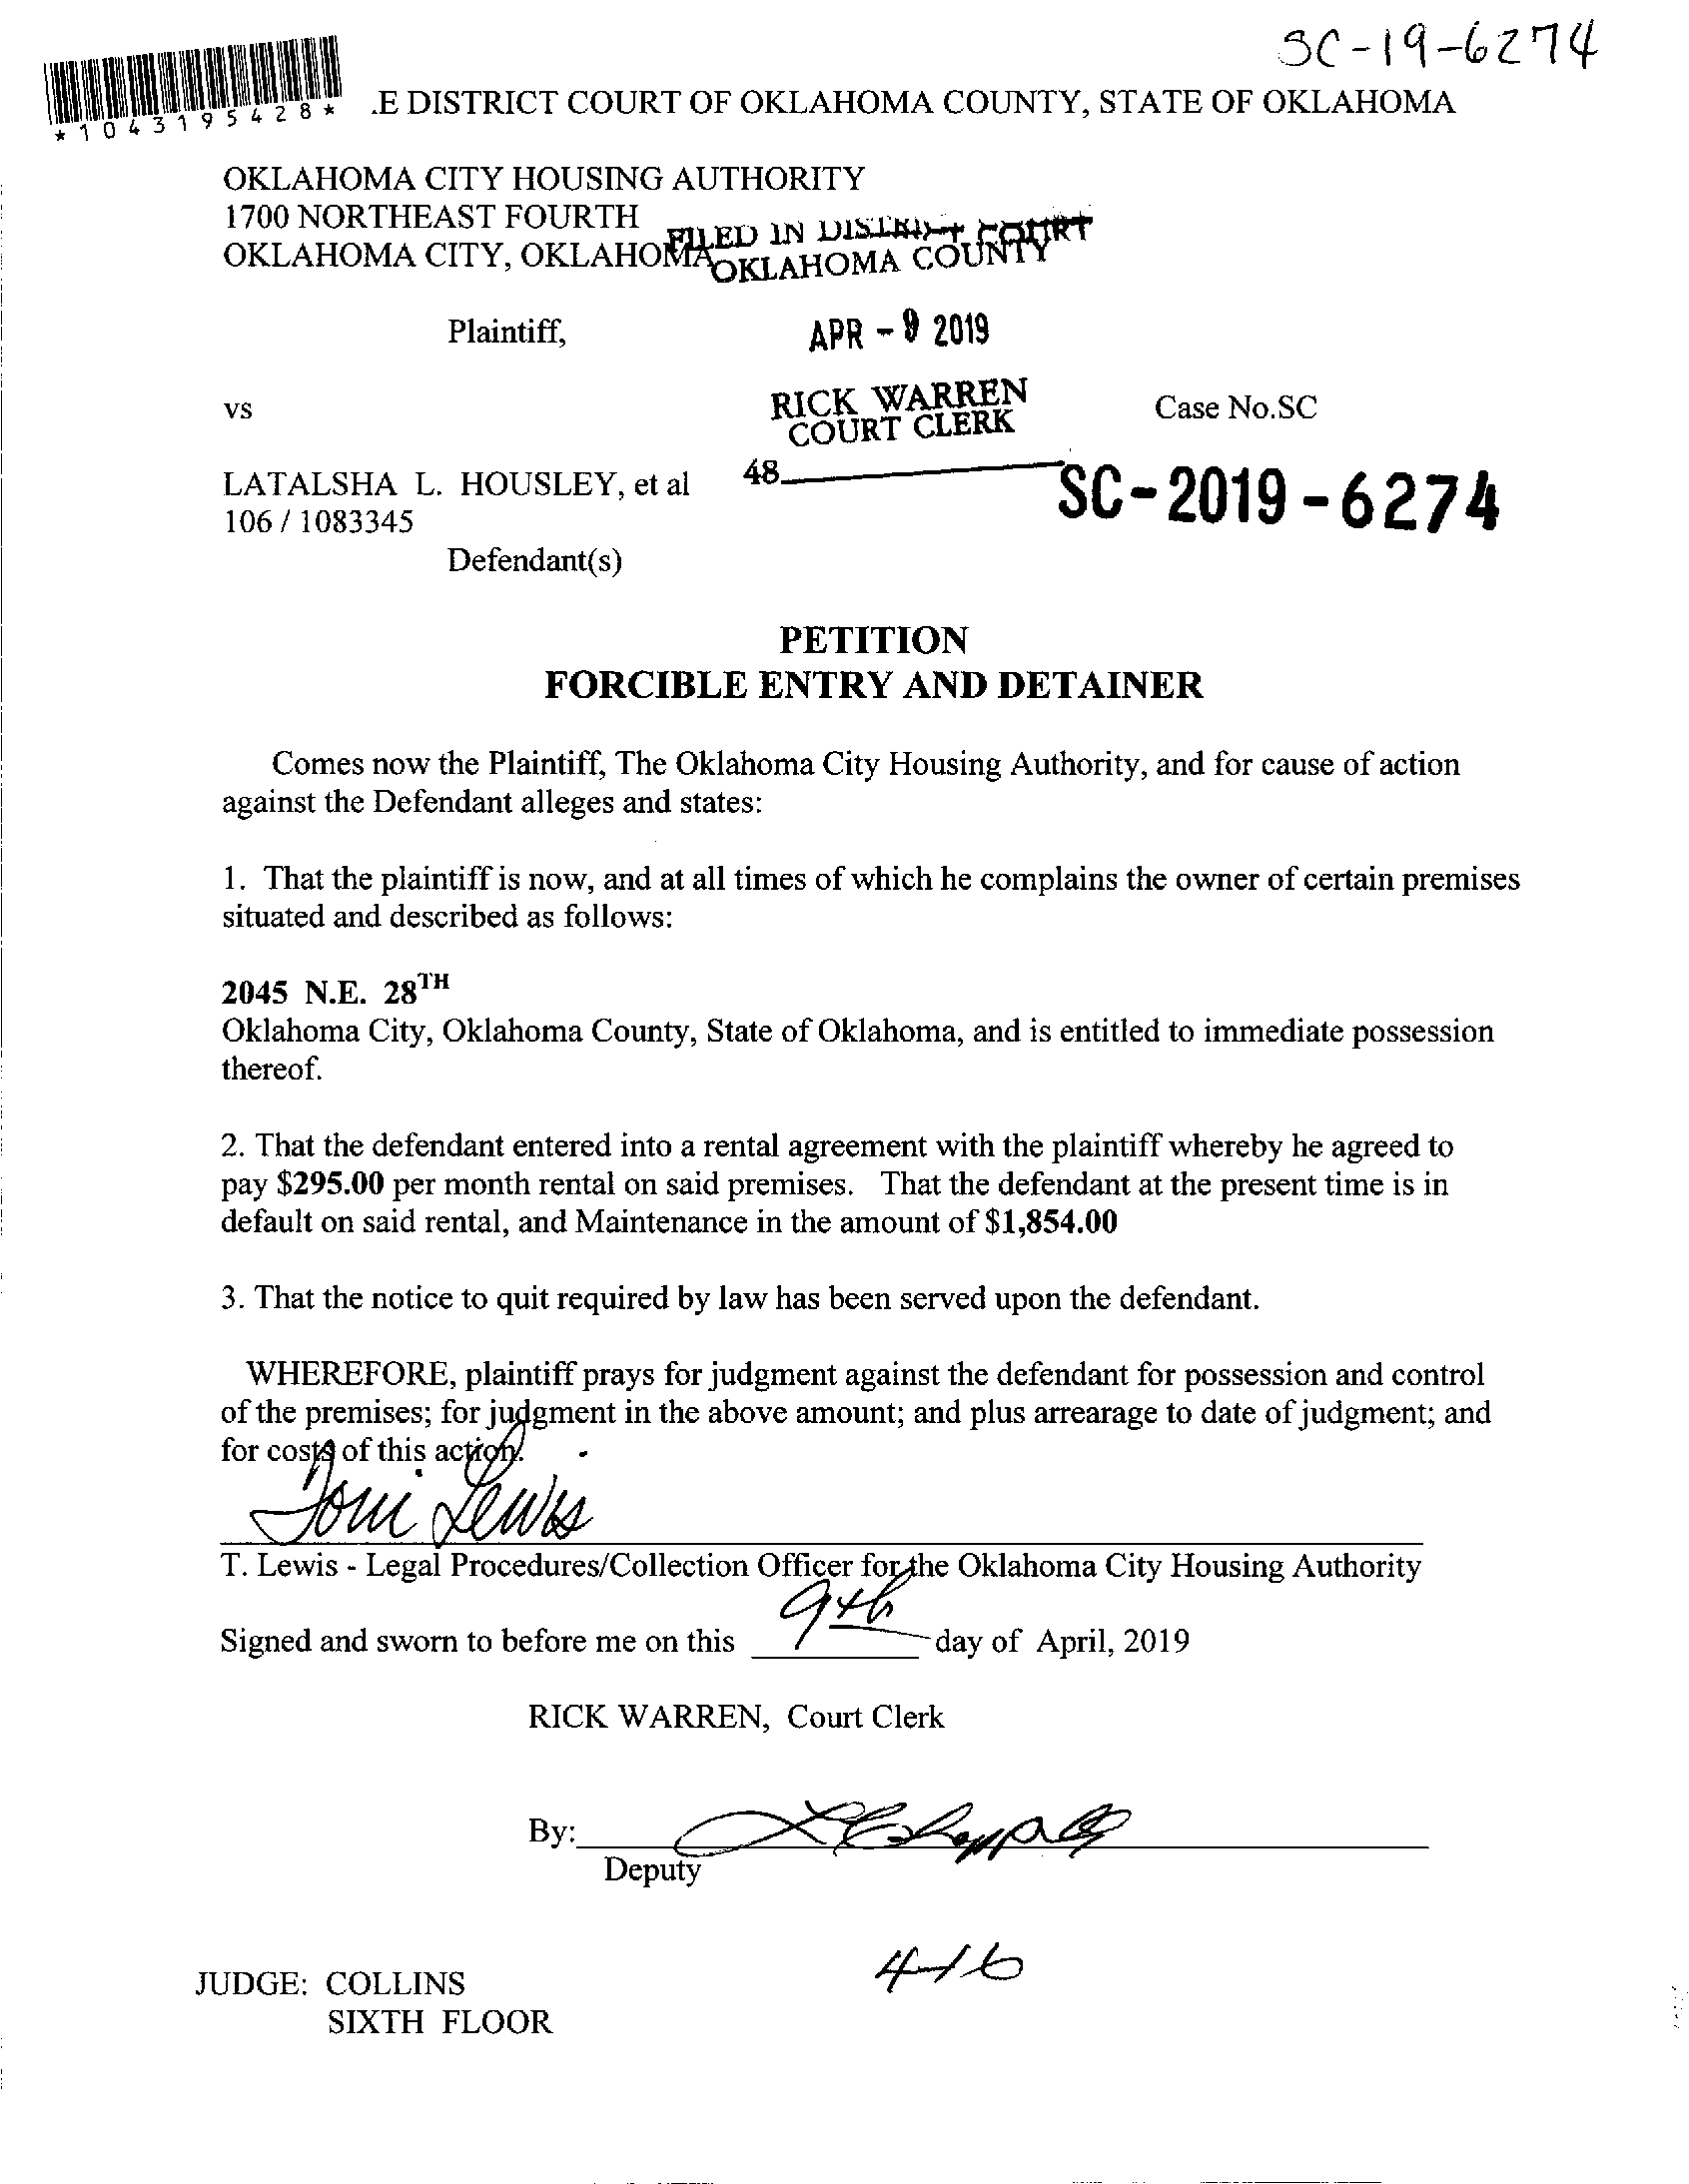 SC-19-6274
*1043195428*
.E DISTRICT COURT OF OKLAHOMA COUNTY, STATE OF OKLAHOMA
OKLAHOMA CITY HOUSING AUTHORITY
1700 NORTHEAST FOURTH
FILED IN DISTRICT COURT
OKLAHOMA CITY, OKLAHOMA
OKLAHOMA COUNTY
Plaintiff,
APR - 9 2019
vs
RICK WARREN
COURT CLERK
Case No.SC
48
LATALSHA L. HOUSLEY, et al
SC-2019-6274
106 / 1083345
Defendant(s)
PETITION
FORCIBLE ENTRY AND DETAINER
Comes now the Plaintiff, The Oklahoma City Housing Authority, and for cause of action
against the Defendant alleges and states:
1. That the plaintiff is now, and at all times of which he complains the owner of certain premises
situated and described as follows:
2045 N.E. 28TH
Oklahoma City, Oklahoma County, State of Oklahoma, and is entitled to immediate possession
thereof.
2. That the defendant entered into a rental agreement with the plaintiff whereby he agreed to
pay $295.00 per month rental on said premises. That the defendant at the present time is in
default on said rental, and Maintenance in the amount of $1,854.00
3. That the notice to quit required by law has been served upon the defendant.
WHEREFORE, plaintiff prays for judgment against the defendant for possession and control
of the premises; for judgment in the above amount; and plus arrearage to date of judgment; and
for costs of this action.
Toni Lewis
T. Lewis - Legal Procedures/Collection Officer for the Oklahoma City Housing Authority
Signed and sworn to before me on this 9th day of April, 2019
RICK WARREN, Court Clerk
By:
Deputy
4-16
JUDGE: COLLINS
SIXTH FLOOR